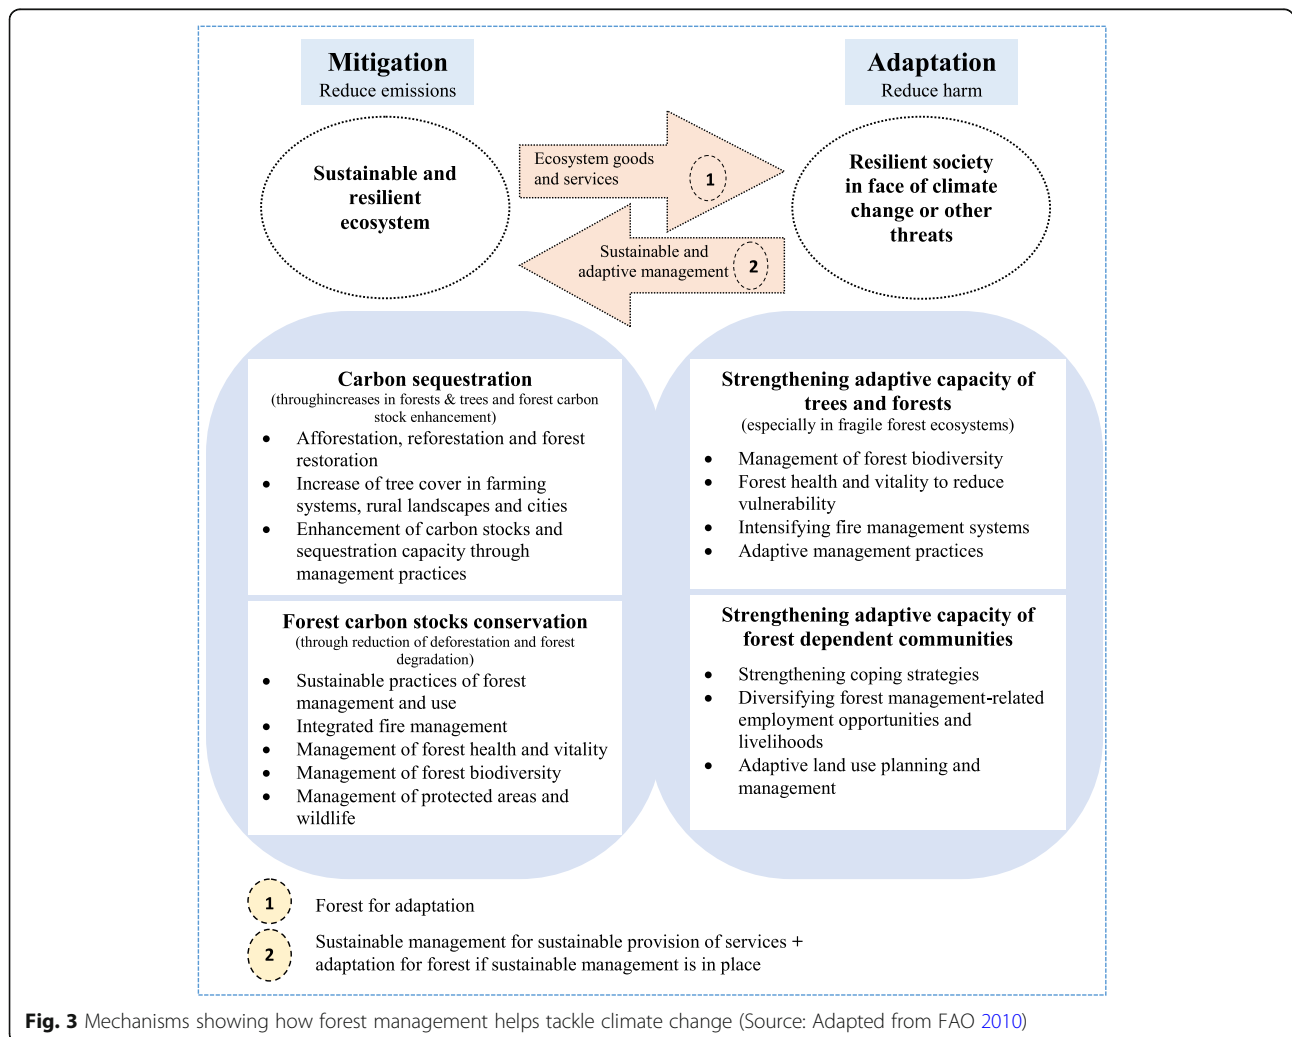 Mitigation
Reduce emissions
Adaptation
Reduce harm
Sustainable and
resilient
ecosystem
Ecosystem goods
and services
1
Sustainable and
adaptive management
2
Resilient society
in face of climate
change or other
threats
Carbon sequestration
(throughincreases in forests & trees and forest carbon
stock enhancement)
• Afforestation, reforestation and forest
restoration
• Increase of tree cover in farming
systems, rural landscapes and cities
• Enhancement of carbon stocks and
sequestration capacity through
management practices
Forest carbon stocks conservation
(through reduction of deforestation and forest
degradation)
• Sustainable practices of forest
management and use
• Integrated fire management
• Management of forest health and vitality
• Management of forest biodiversity
• Management of protected areas and
wildlife
Strengthening adaptive capacity of
trees and forests
(especially in fragile forest ecosystems)
• Management of forest biodiversity
• Forest health and vitality to reduce
vulnerability
• Intensifying fire management systems
• Adaptive management practices
Strengthening adaptive capacity of
forest dependent communities
• Strengthening coping strategies
• Diversifying forest management-related
employment opportunities and
livelihoods
• Adaptive land use planning and
management
1 Forest for adaptation
2 Sustainable management for sustainable provision of services +
adaptation for forest if sustainable management is in place
Fig. 3 Mechanisms showing how forest management helps tackle climate change (Source: Adapted from FAO 2010)